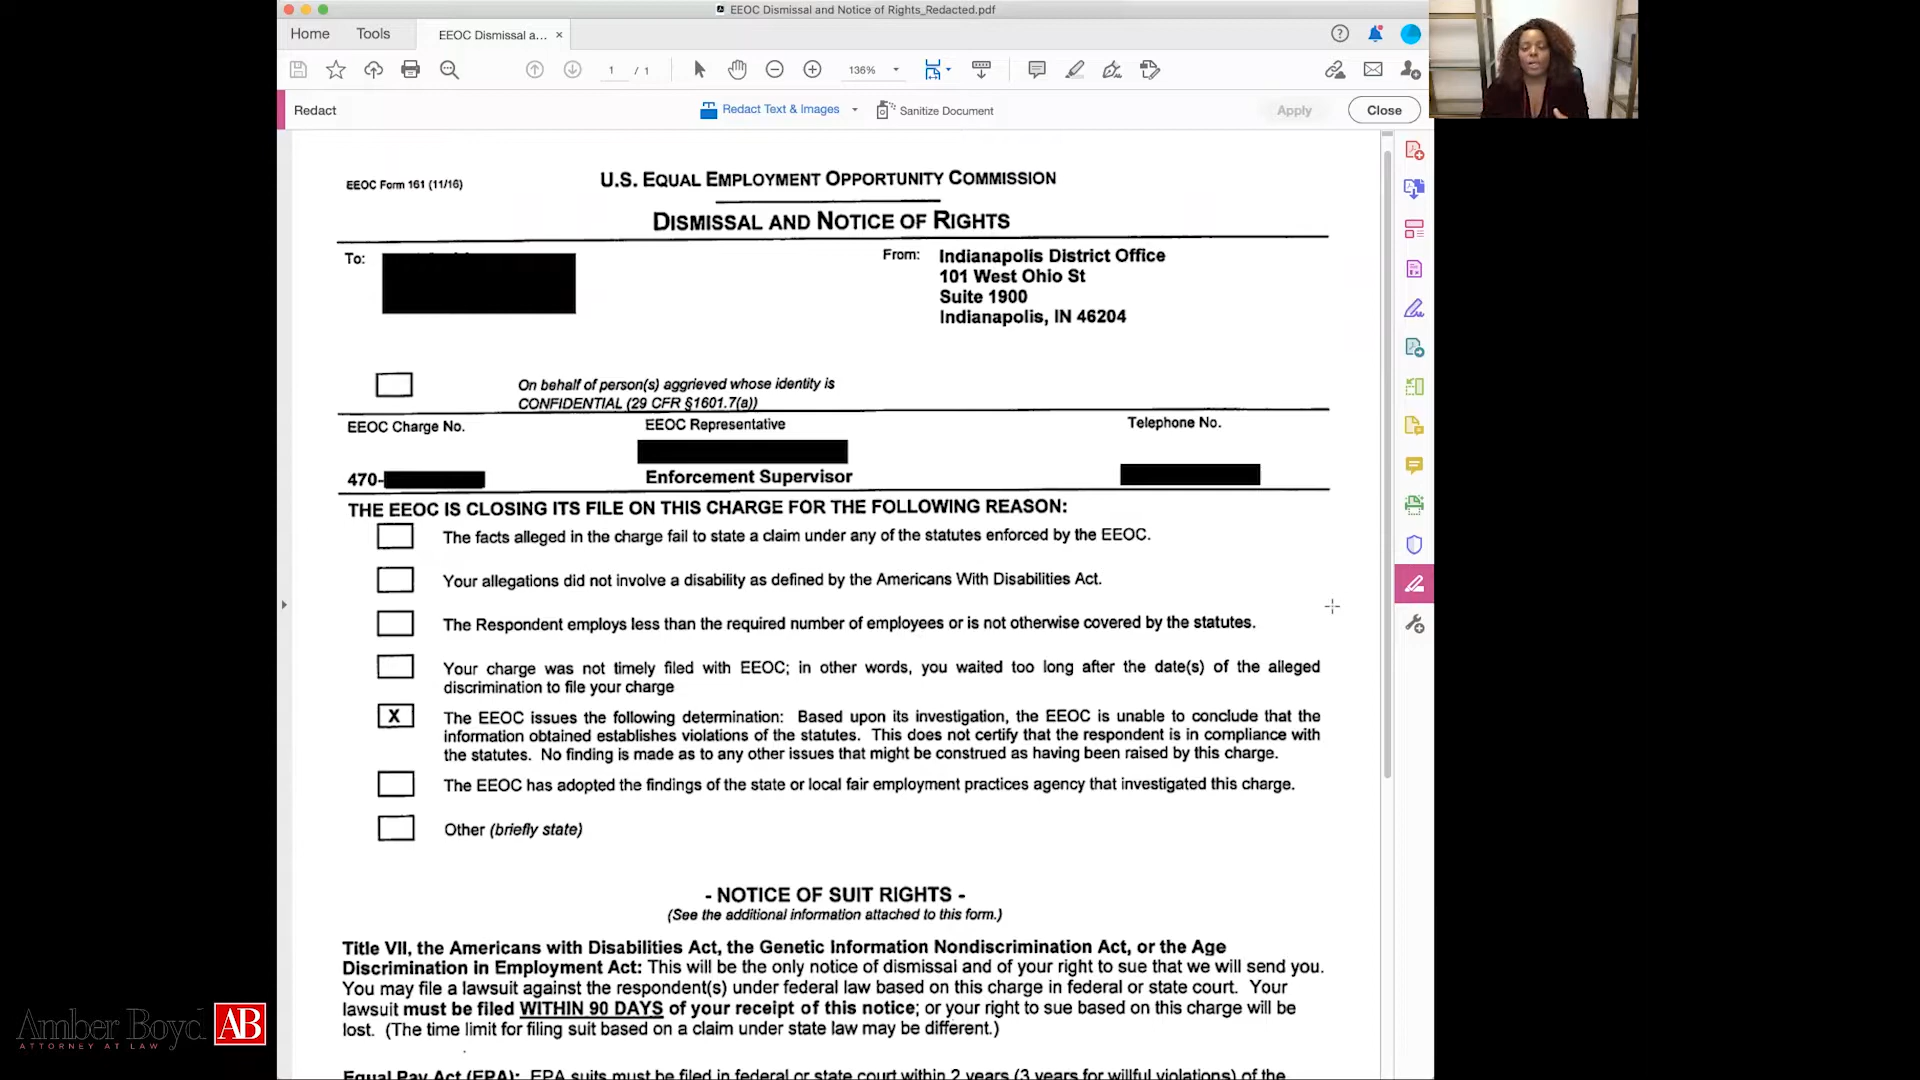 EEOC Dismissal and Notice of Rights_Redacted.pdf
Home
Tools
EEOC Dismissal a...
1 / 1
136%
Redact
Redact Text & Images
Sanitize Document
Apply
Close
EEOC Form 161 (11/16)
U.S. EQUAL EMPLOYMENT OPPORTUNITY COMMISSION
DISMISSAL AND NOTICE OF RIGHTS
To:
From:
Indianapolis District Office
101 West Ohio St
Suite 1900
Indianapolis, IN 46204
On behalf of person(s) aggrieved whose identity is
CONFIDENTIAL (29 CFR §1601.7(a))
EEOC Charge No.
EEOC Representative
Telephone No.
470-
Enforcement Supervisor
THE EEOC IS CLOSING ITS FILE ON THIS CHARGE FOR THE FOLLOWING REASON:
The facts alleged in the charge fail to state a claim under any of the statutes enforced by the EEOC.
Your allegations did not involve a disability as defined by the Americans With Disabilities Act.
The Respondent employs less than the required number of employees or is not otherwise covered by the statutes.
Your charge was not timely filed with EEOC; in other words, you waited too long after the date(s) of the alleged
discrimination to file your charge
X
The EEOC issues the following determination: Based upon its investigation, the EEOC is unable to conclude that the
information obtained establishes violations of the statutes. This does not certify that the respondent is in compliance with
the statutes. No finding is made as to any other issues that might be construed as having been raised by this charge.
The EEOC has adopted the findings of the state or local fair employment practices agency that investigated this charge.
Other (briefly state)
- NOTICE OF SUIT RIGHTS -
(See the additional information attached to this form.)
Title VII, the Americans with Disabilities Act, the Genetic Information Nondiscrimination Act, or the Age
Discrimination in Employment Act: This will be the only notice of dismissal and of your right to sue that we will send you.
You may file a lawsuit against the respondent(s) under federal law based on this charge in federal or state court. Your
lawsuit must be filed WITHIN 90 DAYS of your receipt of this notice; or your right to sue based on this charge will be
lost. (The time limit for filing suit based on a claim under state law may be different.)
Equal Pay Act (EPA): EPA suits must be filed in federal or state court within 2 years (3 years for willful violations) of the
Amber Boyd
ATTORNEY AT LAW
AB